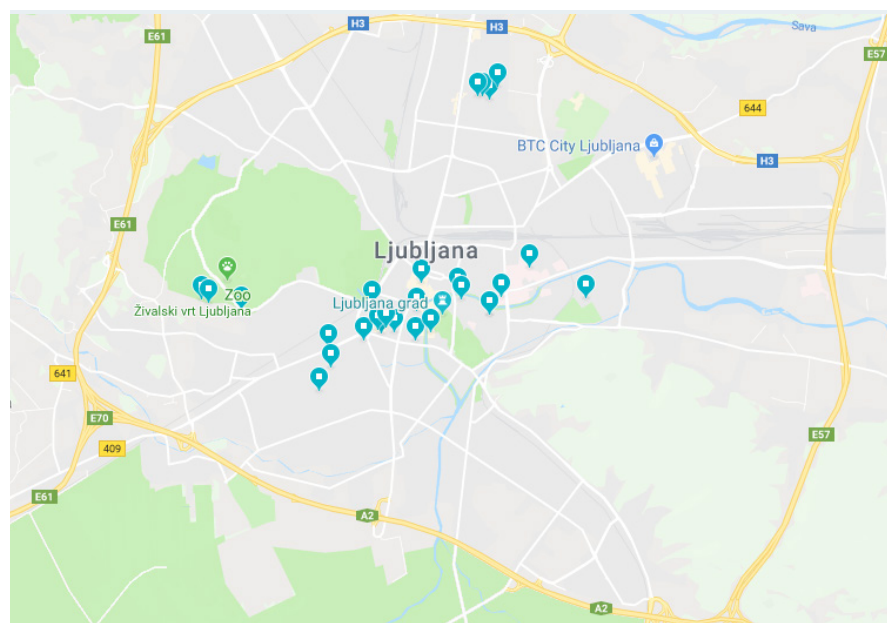 H3
H3
E61
Sava
E57
644
BTC City Ljubljana
H3
E61
Ljubljana
Zoo
Živalski vrt Ljubljana
Ljubljana grad
641
E70
E57
409
E61
A2
A2